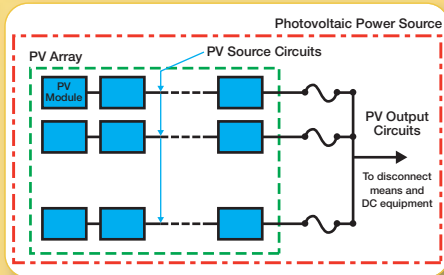 Photovoltaic Power Source
PV Array
PV Source Circuits
PV
Module
PV Output
Circuits
To disconnect
means and
DC equipment